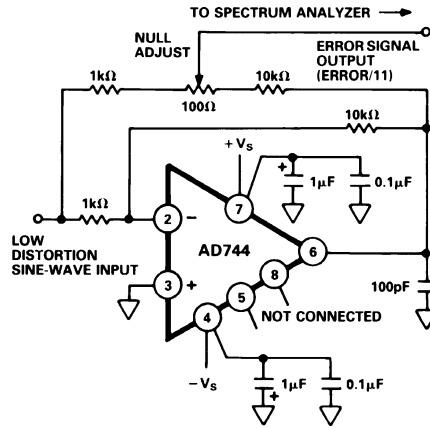 TO SPECTRUM ANALYZER
NULL
ADJUST
ERROR SIGNAL
OUTPUT
(ERROR/11)
1kΩ
100Ω
10kΩ
10kΩ
+VS
+
1µF
0.1µF
1kΩ
2
−
7
LOW
DISTORTION
SINE-WAVE INPUT
AD744
6
3
+
8
5
4
100pF
NOT CONNECTED
−VS
1µF
+
0.1µF